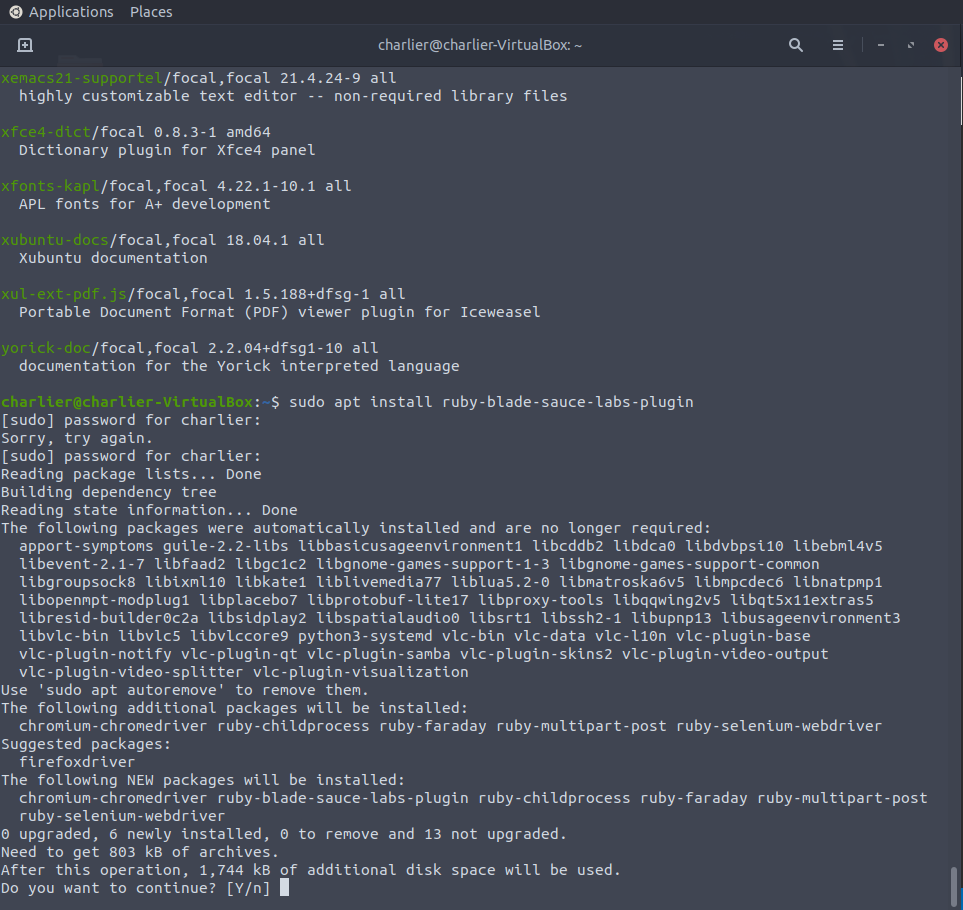 Applications Places
charlier@charlier-VirtualBox: ~
xemacs21-supportel/focal,focal 21.4.24-9 all
highly customizable text editor -- non-required library files
xfce4-dict/focal 0.8.3-1 amd64
Dictionary plugin for Xfce4 panel
xfonts-kapl/focal,focal 4.22.1-10.1 all
APL fonts for A+ development
xubuntu-docs/focal,focal 18.04.1 all
Xubuntu documentation
xul-ext-pdf.js/focal,focal 1.5.188+dfsg-1 all
Portable Document Format (PDF) viewer plugin for Iceweasel
yorick-doc/focal,focal 2.2.04+dfsg1-10 all
documentation for the Yorick interpreted language
charlier@charlier-VirtualBox:~$ sudo apt install ruby-blade-sauce-labs-plugin
[sudo] password for charlier:
Sorry, try again.
[sudo] password for charlier:
Reading package lists... Done
Building dependency tree
Reading state information... Done
The following packages were automatically installed and are no longer required:
apport-symptoms guile-2.2-libs libbasicusageenvironment1 libcddb2 libdca0 libdvbpsi10 libebml4v5
libevent-2.1-7 libfaad2 libgc1c2 libgnome-games-support-1-3 libgnome-games-support-common
libgroupsock8 libixml10 libkate1 liblivemedia77 liblua5.2-0 libmatroska6v5 libmpcdec6 libnatpmp1
libopenmpt-modplug1 libplacebo7 libprotobuf-lite17 libproxy-tools libqqwing2v5 libqt5x11extras5
libresid-builder0c2a libsidplay2 libspatialaudio0 libsrt1 libssh2-1 libupnp13 libusageenvironment3
libvlc-bin libvlc5 libvlccore9 python3-systemd vlc-bin vlc-data vlc-l10n vlc-plugin-base
vlc-plugin-notify vlc-plugin-qt vlc-plugin-samba vlc-plugin-skins2 vlc-plugin-video-output
vlc-plugin-video-splitter vlc-plugin-visualization
Use 'sudo apt autoremove' to remove them.
The following additional packages will be installed:
chromium-chromedriver ruby-childprocess ruby-faraday ruby-multipart-post ruby-selenium-webdriver
Suggested packages:
firefoxdriver
The following NEW packages will be installed:
chromium-chromedriver ruby-blade-sauce-labs-plugin ruby-childprocess ruby-faraday ruby-multipart-post
ruby-selenium-webdriver
0 upgraded, 6 newly installed, 0 to remove and 13 not upgraded.
Need to get 803 kB of archives.
After this operation, 1,744 kB of additional disk space will be used.
Do you want to continue? [Y/n]